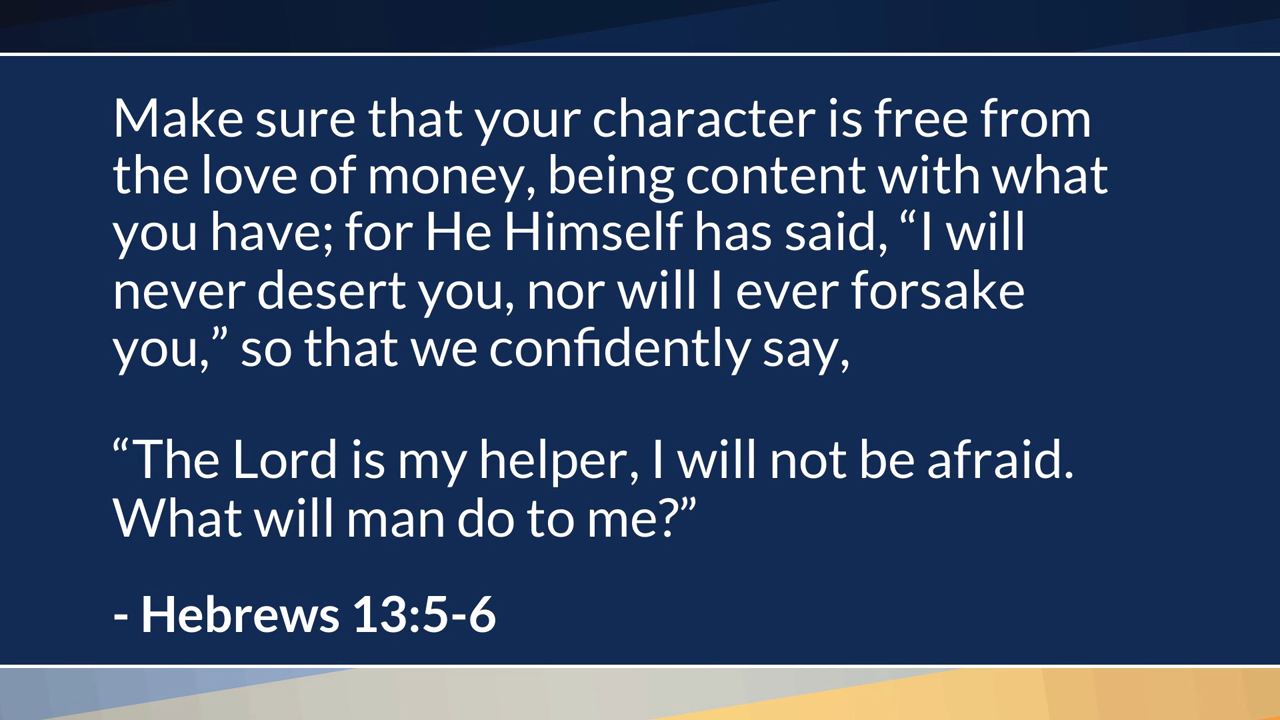 Make sure that your character is free from
the love of money, being content with what
you have; for He Himself has said, “I will
never desert you, nor will I ever forsake
you,” so that we confidently say,
“The Lord is my helper, I will not be afraid.
What will man do to me?”
- Hebrews 13:5-6